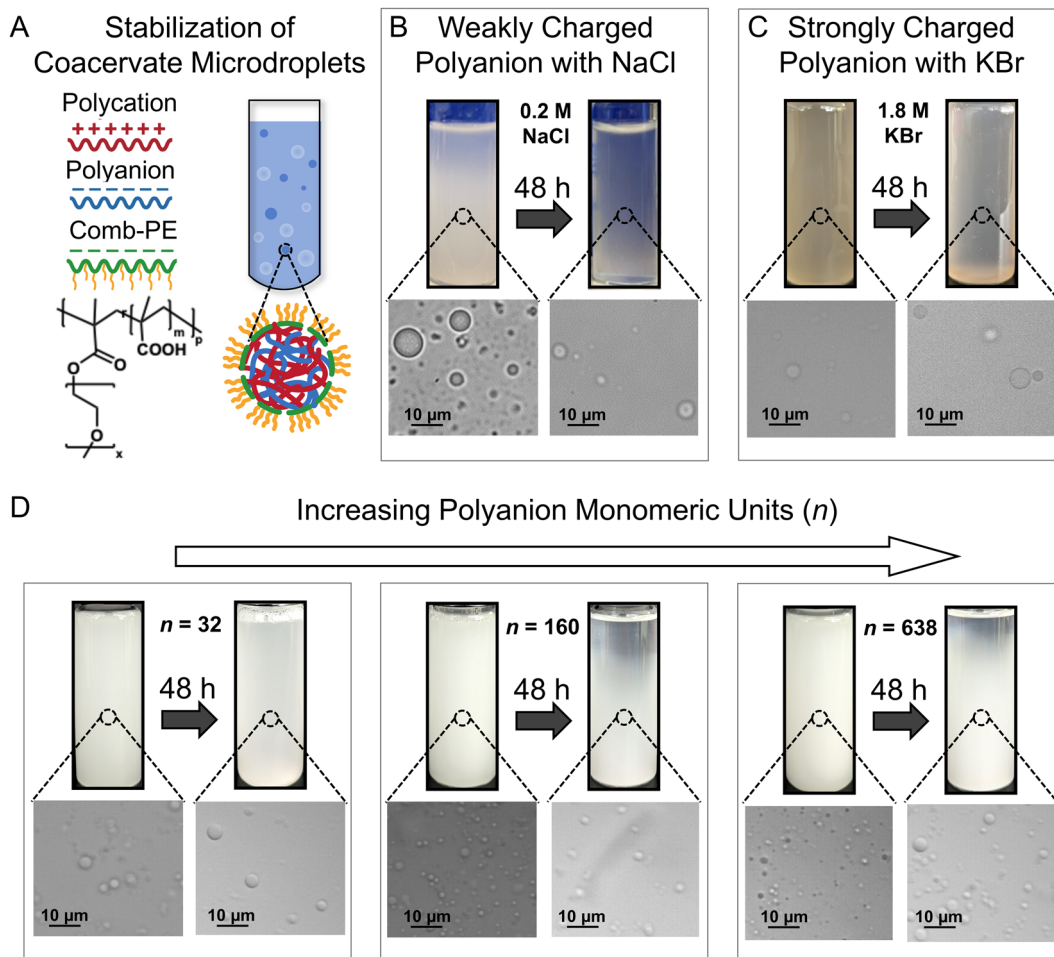 A
Stabilization of
Coacervate Microdroplets
Polycation
++++++
Polyanion
Comb-PE
r
m
p
COOH
O
O
O
x
B
Weakly Charged
Polyanion with NaCl
0.2 M
NaCl
48 h
10 µm
10 µm
C
Strongly Charged
Polyanion with KBr
1.8 M
KBr
48 h
10 µm
10 µm
D
Increasing Polyanion Monomeric Units (n)
n = 32
48 h
10 µm
10 µm
n = 160
48 h
10 µm
10 µm
n = 638
48 h
10 µm
10 µm